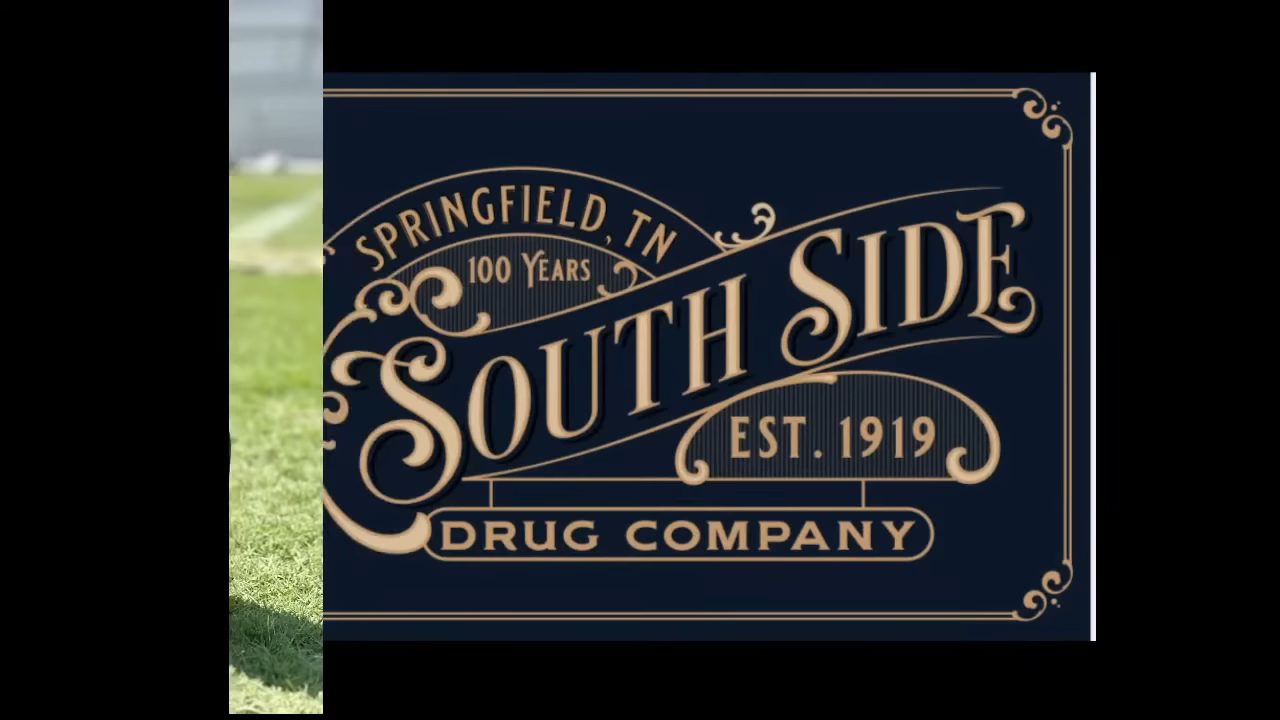 SPRINGFIELD, TN
100 YEARS
SOUTH SIDE
EST. 1919
DRUG COMPANY